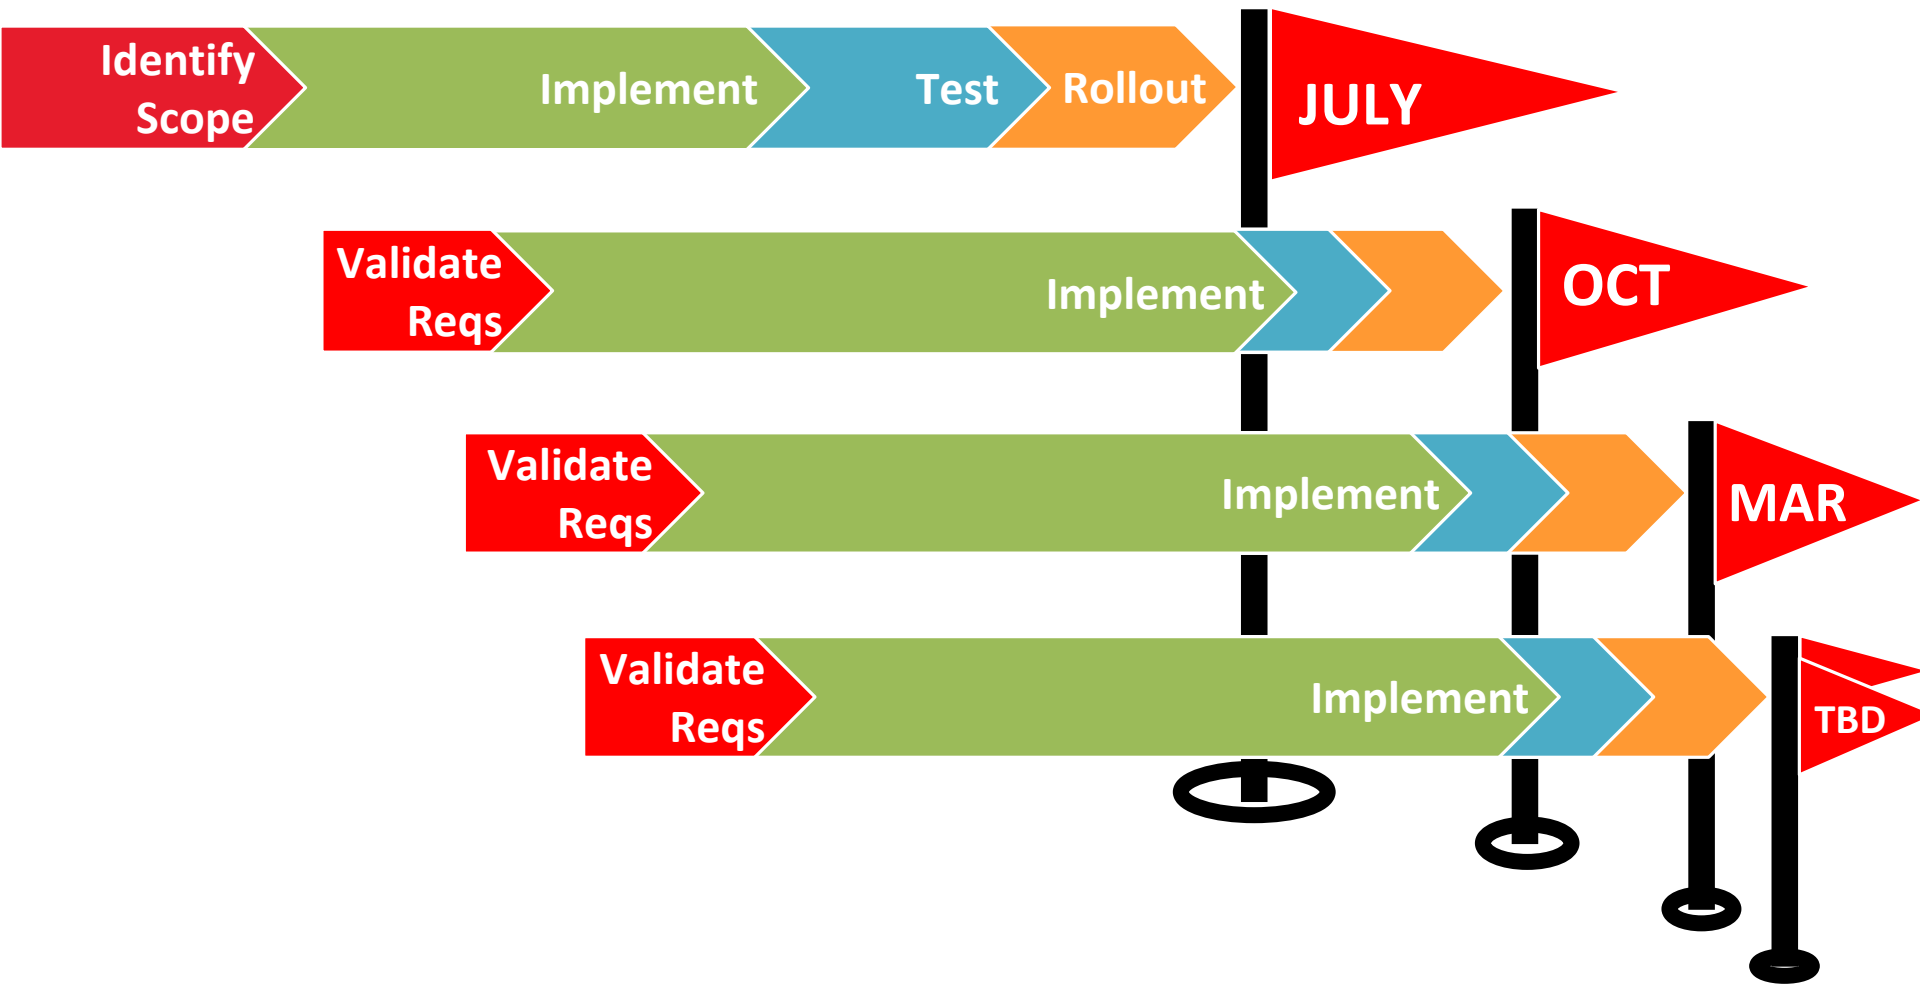 Identify
Scope
Implement
Test
Rollout
JULY
Validate
Reqs
Implement
OCT
Validate
Reqs
Implement
MAR
Validate
Reqs
Implement
TBD